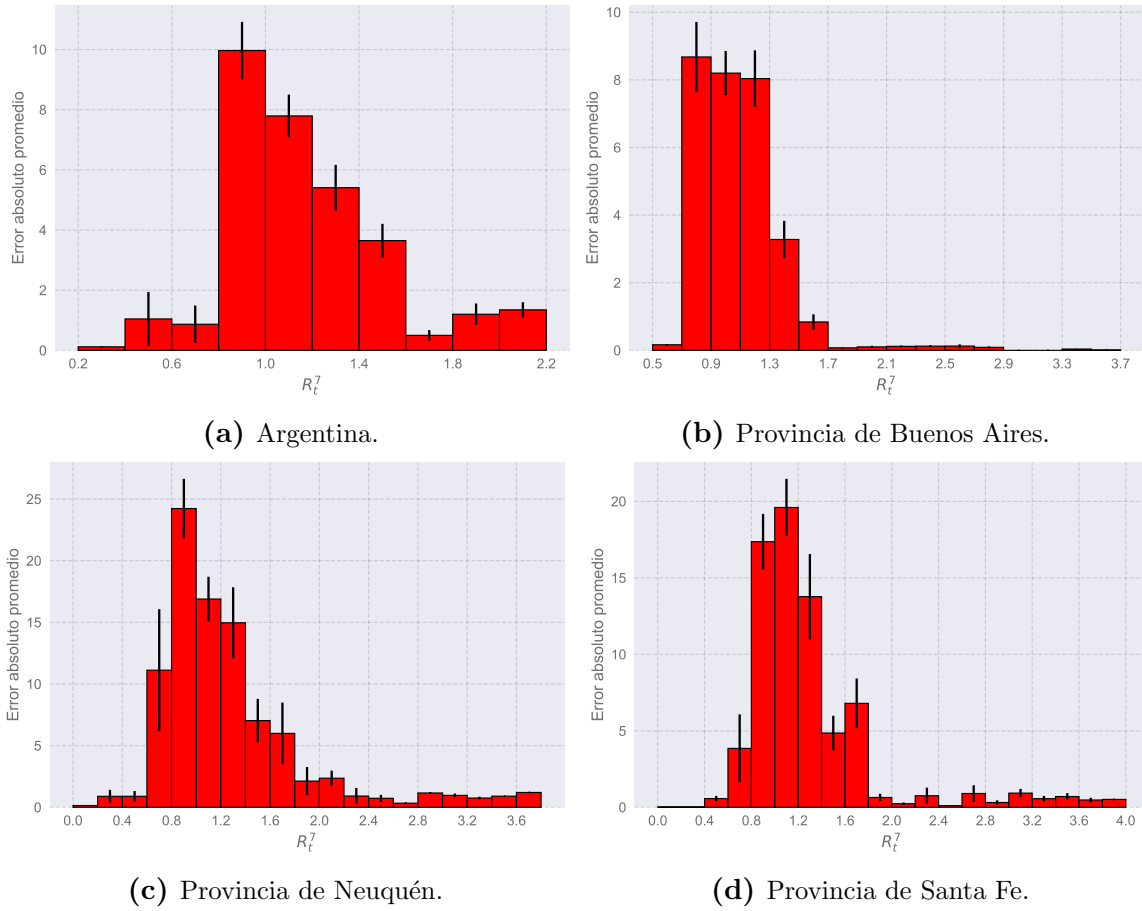 10
8
6
4
2
0
Error absoluto promedio
0.2 0.6 1.0 1.4 1.8 2.2
R_t^7
(a) Argentina.
10
8
6
4
2
0
Error absoluto promedio
0.5 0.9 1.3 1.7 2.1 2.5 2.9 3.3 3.7
R_t^7
(b) Provincia de Buenos Aires.
25
20
15
10
5
0
Error absoluto promedio
0.0 0.4 0.8 1.2 1.6 2.0 2.4 2.8 3.2 3.6
R_t^7
(c) Provincia de Neuquén.
20
15
10
5
0
Error absoluto promedio
0.0 0.4 0.8 1.2 1.6 2.0 2.4 2.8 3.2 3.6 4.0
R_t^7
(d) Provincia de Santa Fe.